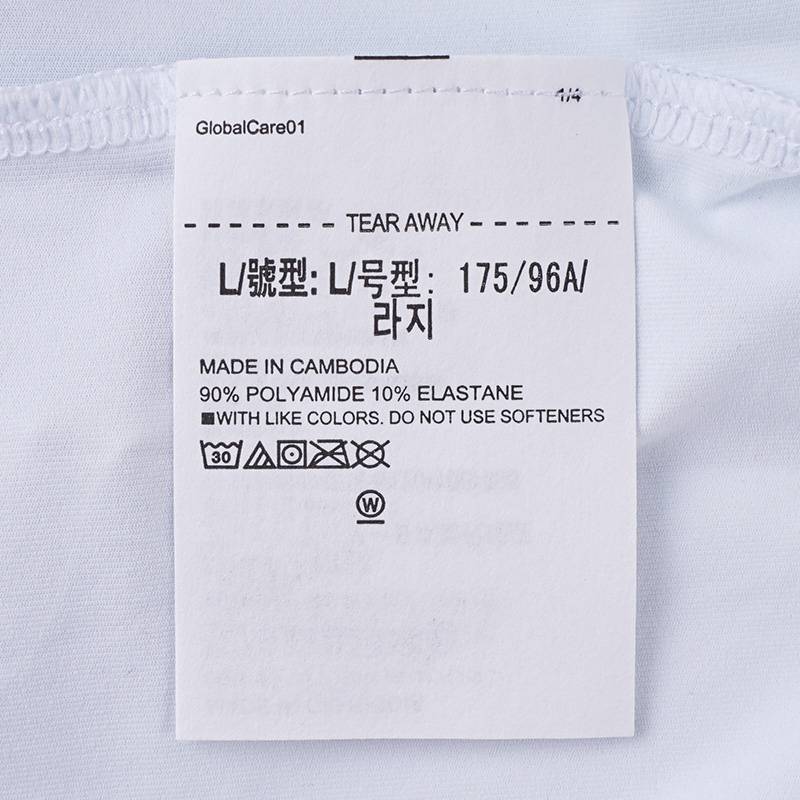 1/4
GlobalCare01
TEAR AWAY
L/號型: L/号型: 175/96A/
라지
MADE IN CAMBODIA
90% POLYAMIDE 10% ELASTANE
■WITH LIKE COLORS. DO NOT USE SOFTENERS
30
W